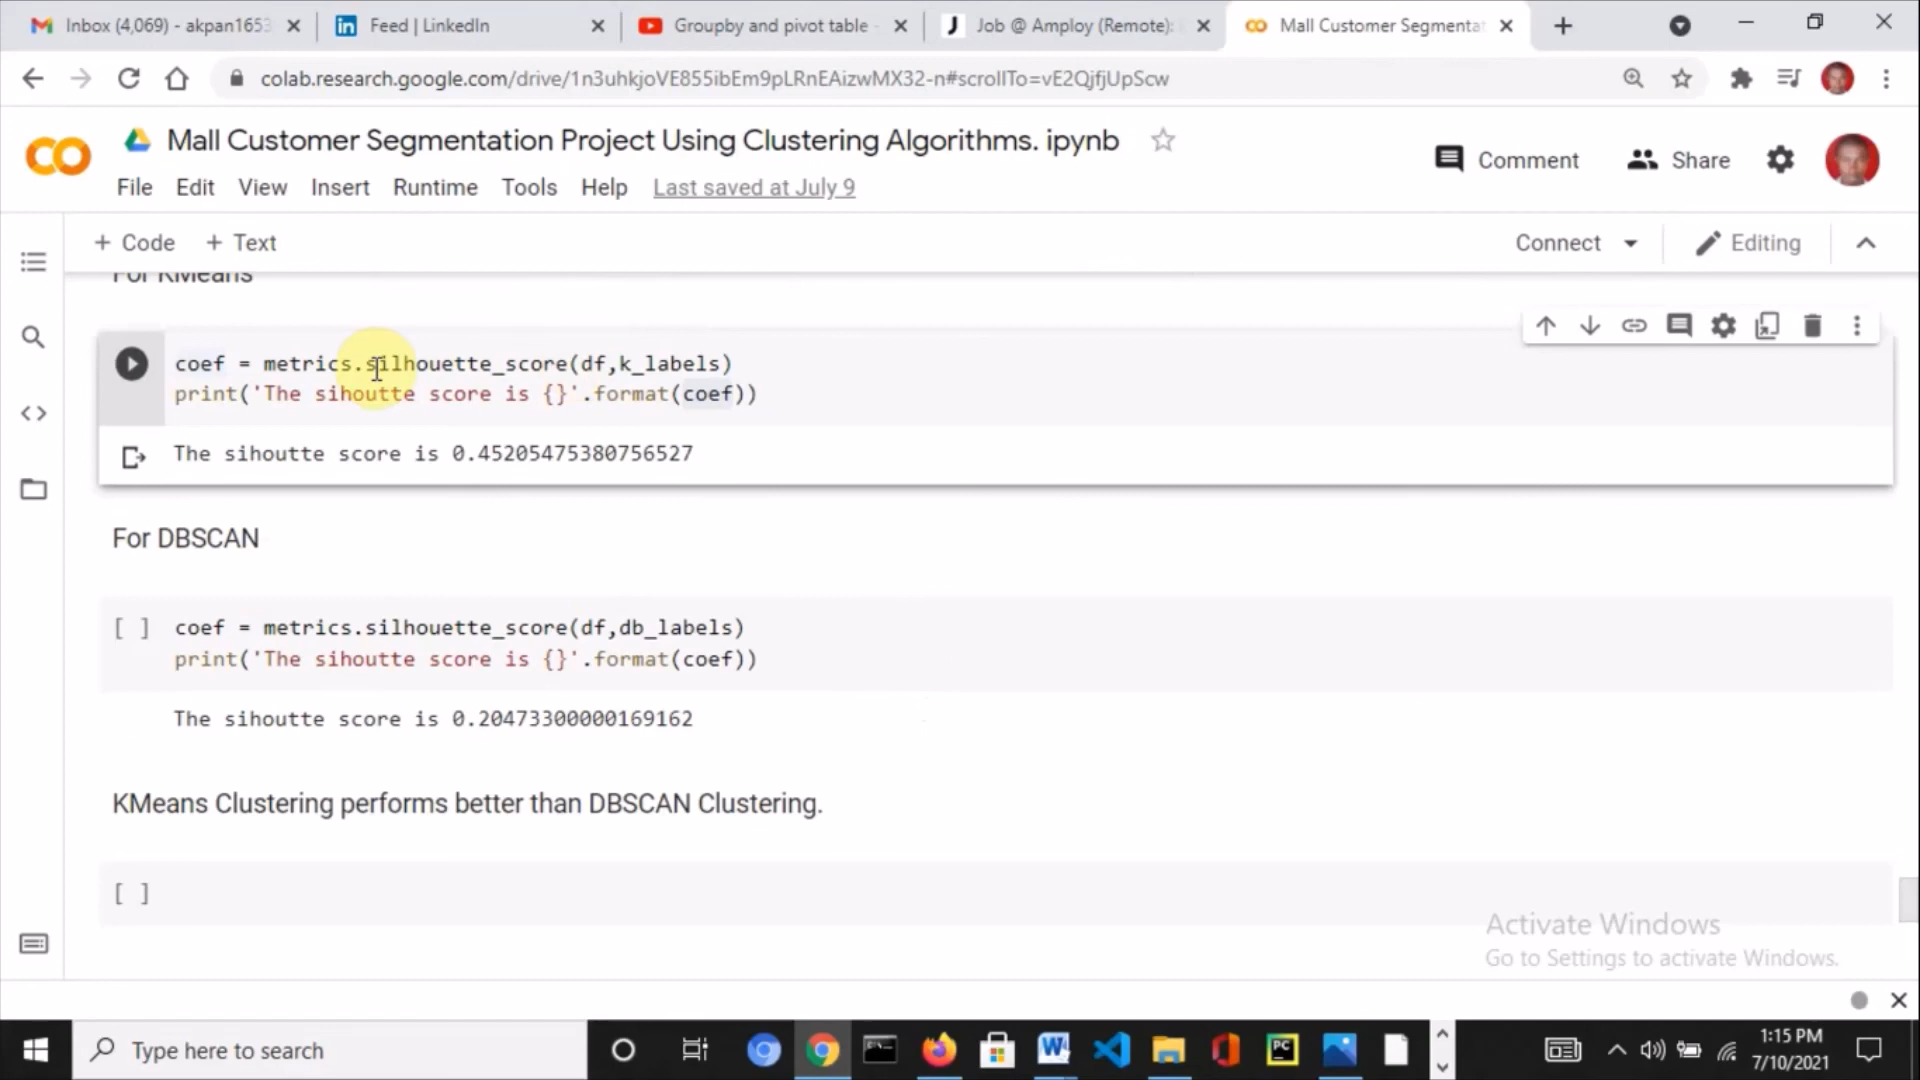 Inbox (4,069) - akpan1653
Feed | LinkedIn
Groupby and pivot table -
Job @ Amploy (Remote):
Mall Customer Segmentat
colab.research.google.com/drive/1n3uhkjoVE855ibEm9pLRnEAizwMX32-n#scrollTo=vE2QjfjUpScw
Mall Customer Segmentation Project Using Clustering Algorithms. ipynb
Comment
Share
File Edit View Insert Runtime Tools Help Last saved at July 9
+ Code + Text
Connect
Editing
For KMeans
coef = metrics.silhouette_score(df,k_labels)
print('The sihoutte score is {}'.format(coef))
The sihoutte score is 0.45205475380756527
For DBSCAN
[ ] coef = metrics.silhouette_score(df,db_labels)
print('The sihoutte score is {}'.format(coef))
The sihoutte score is 0.20473300000169162
KMeans Clustering performs better than DBSCAN Clustering.
[ ]
Activate Windows
Go to Settings to activate Windows.
Type here to search
PC
1:15 PM
7/10/2021